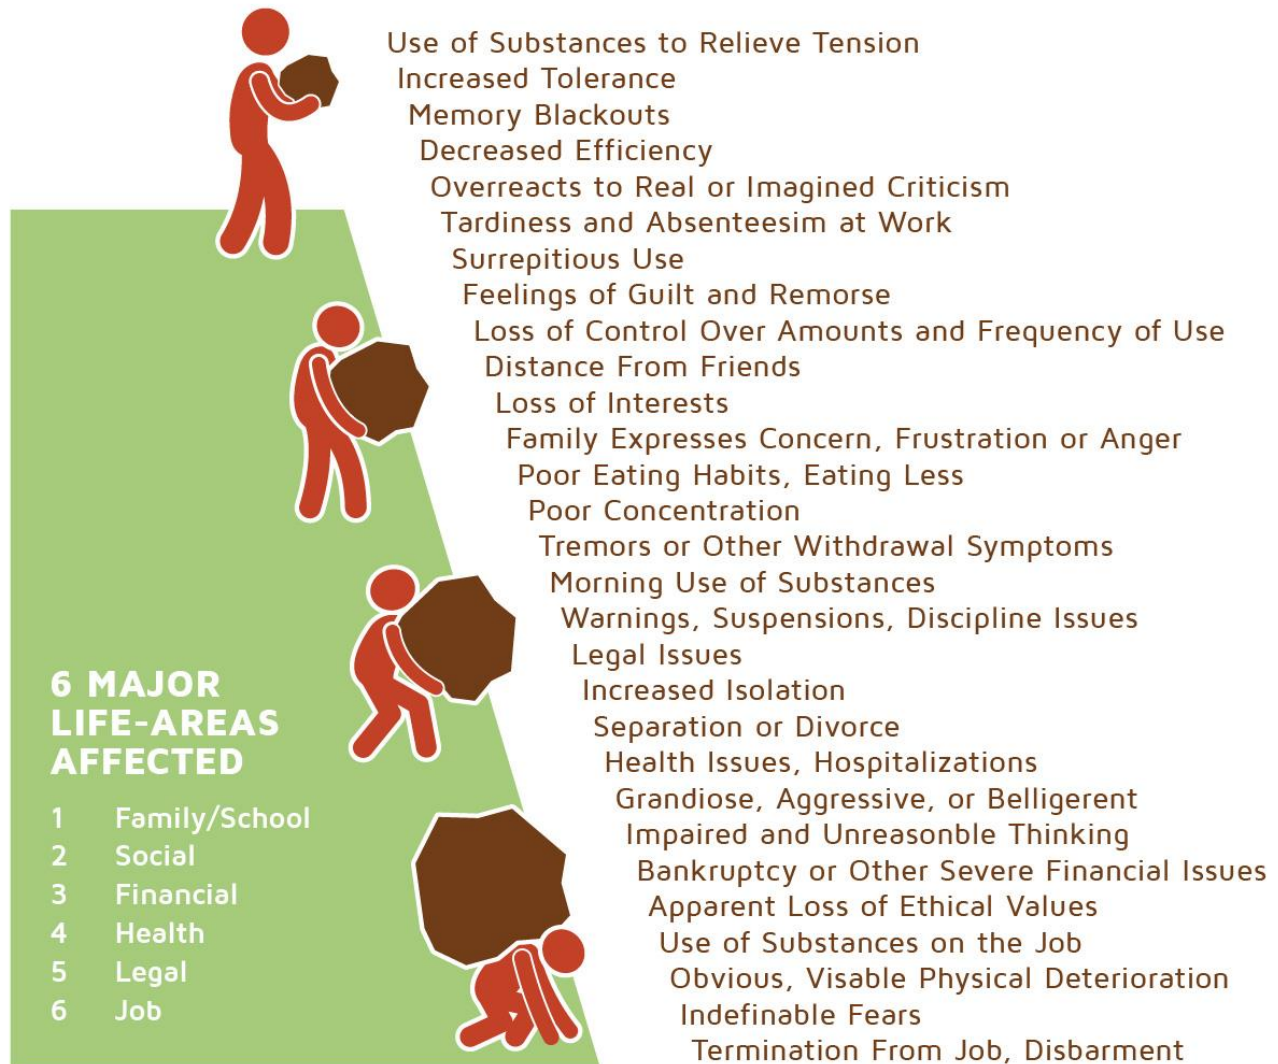 Use of Substances to Relieve Tension
Increased Tolerance
Memory Blackouts
Decreased Efficiency
Overreacts to Real or Imagined Criticism
Tardiness and Absenteesim at Work
Surrepitious Use
Feelings of Guilt and Remorse
Loss of Control Over Amounts and Frequency of Use
Distance From Friends
Loss of Interests
Family Expresses Concern, Frustration or Anger
Poor Eating Habits, Eating Less
Poor Concentration
Tremors or Other Withdrawal Symptoms
Morning Use of Substances
Warnings, Suspensions, Discipline Issues
Legal Issues
Increased Isolation
Separation or Divorce
Health Issues, Hospitalizations
Grandiose, Aggressive, or Belligerent
Impaired and Unreasonble Thinking
Bankruptcy or Other Severe Financial Issues
Apparent Loss of Ethical Values
Use of Substances on the Job
Obvious, Visable Physical Deterioration
Indefinable Fears
Termination From Job, Disbarment
6 MAJOR
LIFE-AREAS
AFFECTED
1 Family/School
2 Social
3 Financial
4 Health
5 Legal
6 Job